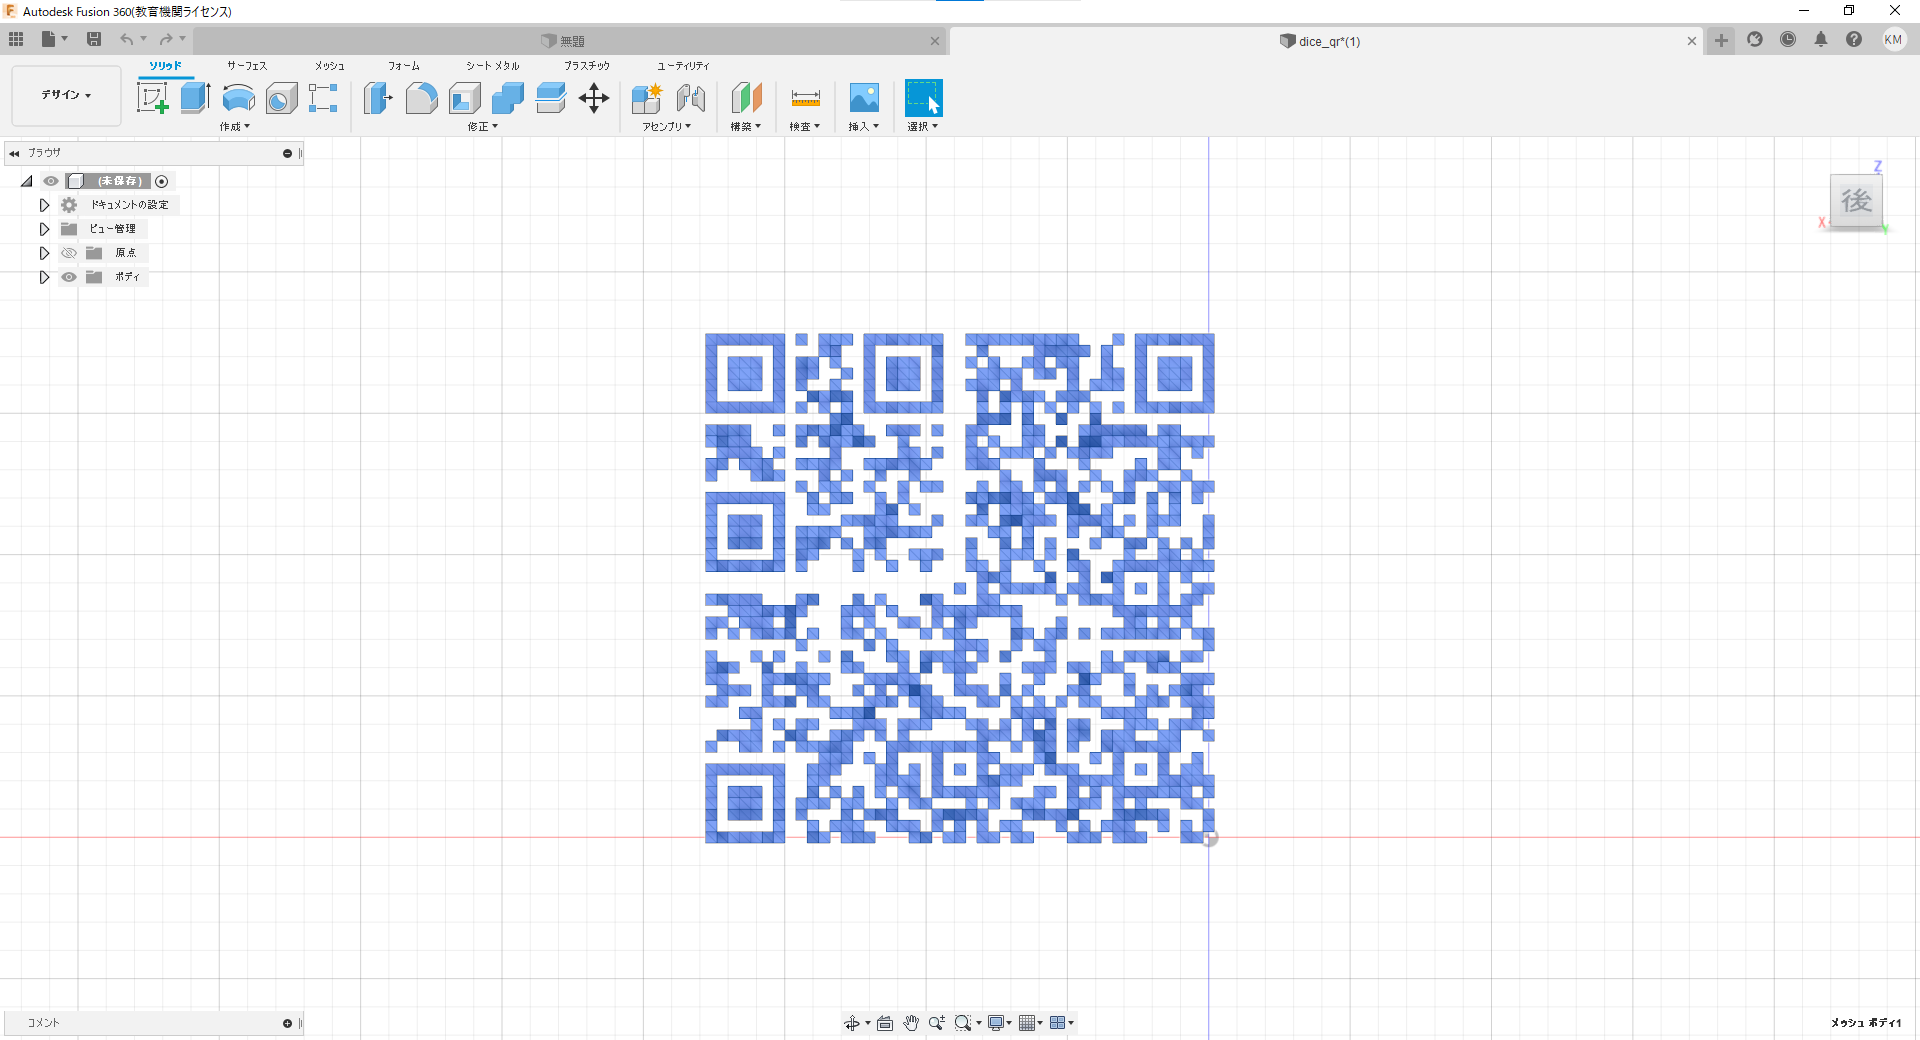 Autodesk Fusion 360(教育機関ライセンス)
無題
dice_qr*(1)
KM
デザイン
ソリッド
サーフェス
メッシュ
フォーム
シート メタル
プラスチック
ユーティリティ
作成
修正
アセンブリ
構築
検査
挿入
選択
ブラウザ
(未保存)
ドキュメントの設定
ビュー管理
原点
ボディ
Z
後
X
Y
コメント
メッシュ ボディ1